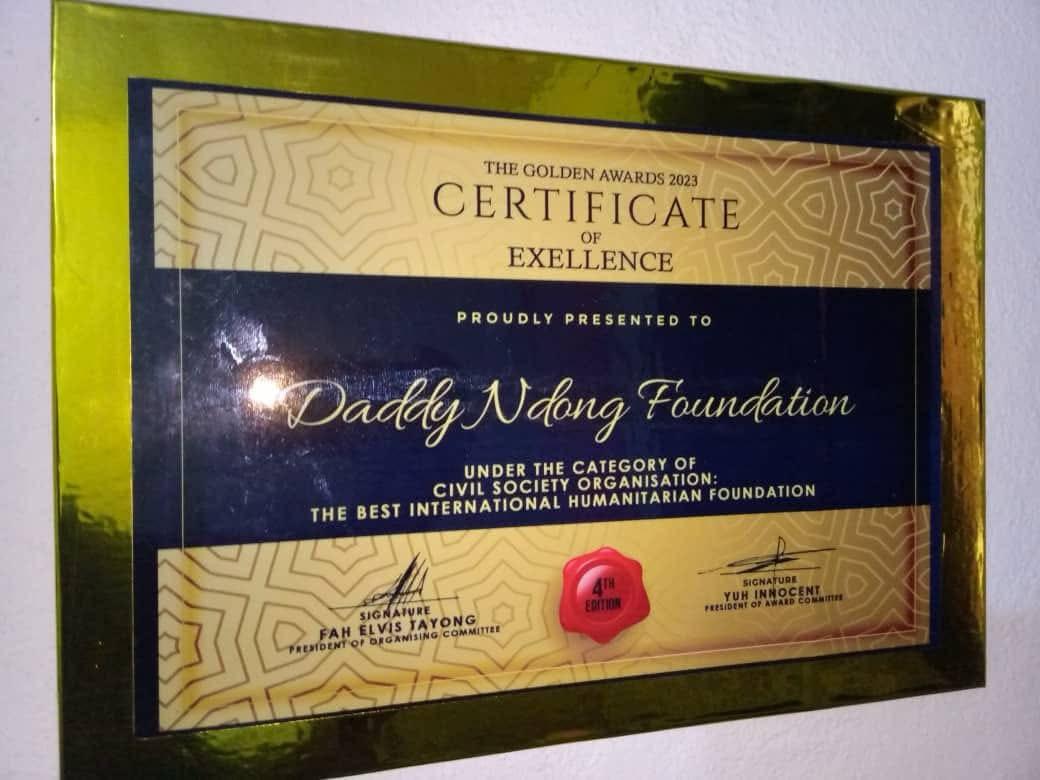 THE GOLDEN AWARDS 2023
CERTIFICATE
OF
EXELLENCE
PROUDLY PRESENTED TO
Daddy Ndong Foundation
UNDER THE CATEGORY OF
CIVIL SOCIETY ORGANISATION:
THE BEST INTERNATIONAL HUMANITARIAN FOUNDATION
SIGNATURE
FAH ELVIS TAYONG
PRESIDENT OF ORGANISING COMMITTEE
4TH
EDITION
SIGNATURE
YUH INNOCENT
PRESIDENT OF AWARD COMMITTEE